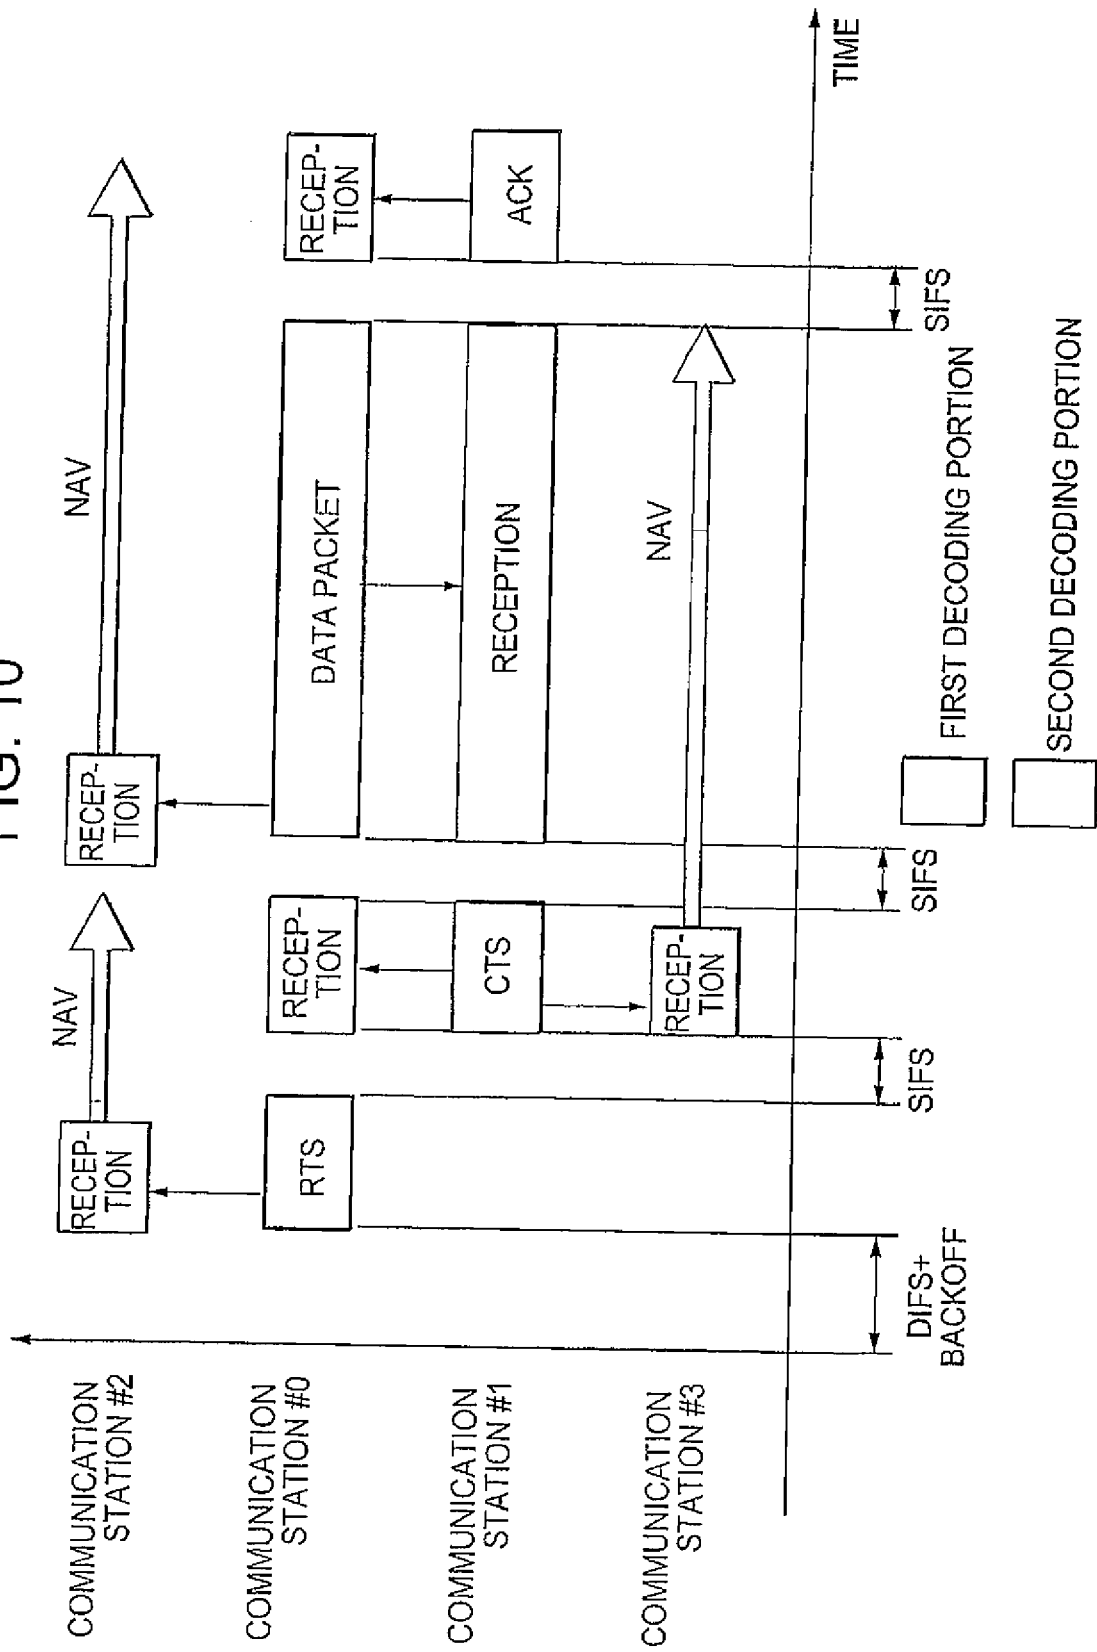 FIG. 10
COMMUNICATION
STATION #2
RECEP-
TION
NAV
RECEP-
TION
NAV
COMMUNICATION
STATION #0
RTS
RECEP-
TION
DATA PACKET
RECEP-
TION
COMMUNICATION
STATION #1
CTS
RECEPTION
ACK
COMMUNICATION
STATION #3
RECEP-
TION
NAV
TIME
DIFS+
BACKOFF
SIFS
SIFS
SIFS
FIRST DECODING PORTION
SECOND DECODING PORTION